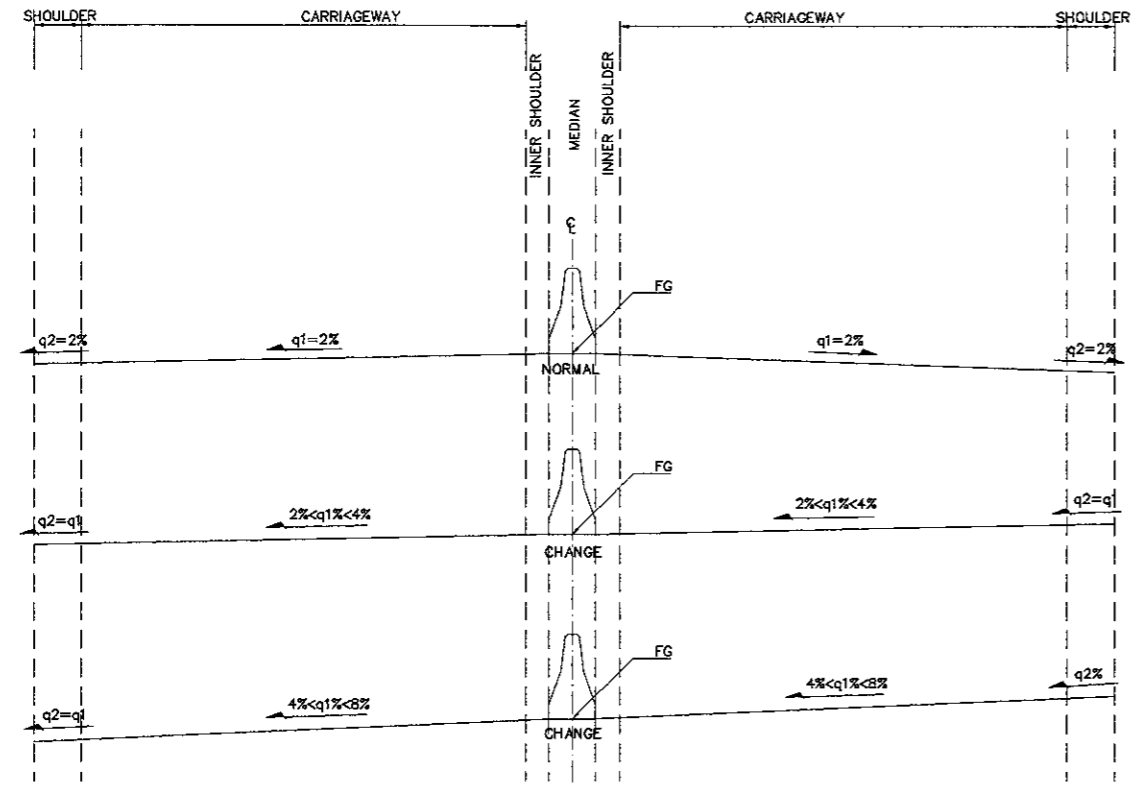 SHOULDER
CARRIAGEWAY
CARRIAGEWAY
SHOULDER
INNER SHOULDER
MEDIAN
INNER SHOULDER
℄
FG
q2=2%
q1=2%
q1=2%
q2=2%
NORMAL
FG
q2=q1
2%<q1%<4%
2%<q1%<4%
q2=q1
CHANGE
FG
q2=q1
4%<q1%<8%
4%<q1%<8%
q2%
CHANGE